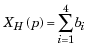 X_H(p) = \sum_{i=1}^{4} b_i